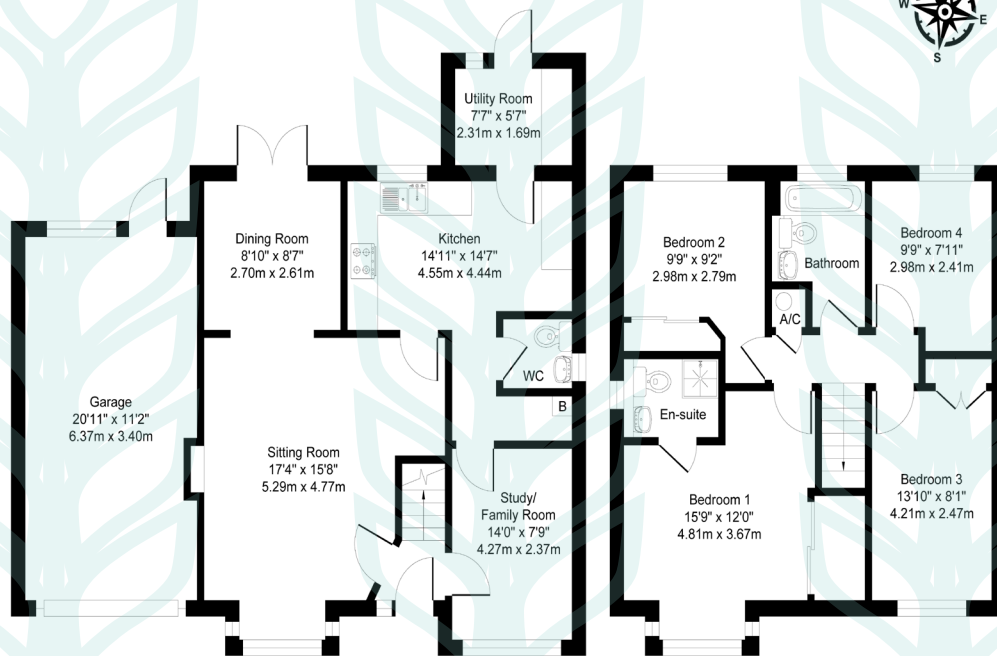 W
E
S
Utility Room
7'7" x 5'7"
2.31m x 1.69m
Dining Room
8'10" x 8'7"
2.70m x 2.61m
Kitchen
14'11" x 14'7"
4.55m x 4.44m
WC
B
Garage
20'11" x 11'2"
6.37m x 3.40m
Sitting Room
17'4" x 15'8"
5.29m x 4.77m
Study/
Family Room
14'0" x 7'9"
4.27m x 2.37m
Bedroom 2
9'9" x 9'2"
2.98m x 2.79m
Bathroom
Bedroom 4
9'9" x 7'11"
2.98m x 2.41m
A/C
En-suite
Bedroom 1
15'9" x 12'0"
4.81m x 3.67m
Bedroom 3
13'10" x 8'1"
4.21m x 2.47m